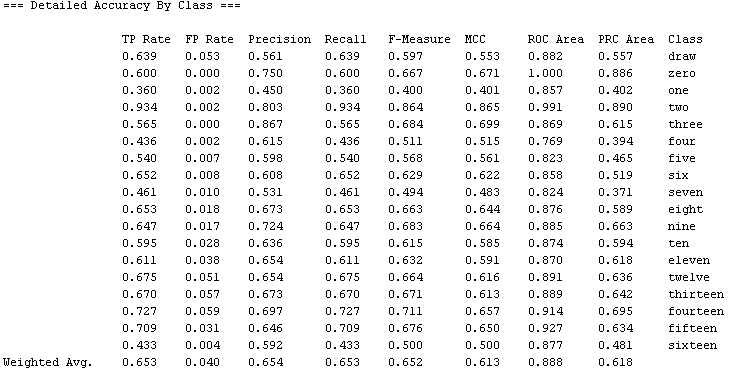 === Detailed Accuracy By Class ===
TP Rate FP Rate Precision Recall F-Measure MCC ROC Area PRC Area Class
0.639 0.053 0.561 0.639 0.597 0.553 0.882 0.557 draw
0.600 0.000 0.750 0.600 0.667 0.671 1.000 0.886 zero
0.360 0.002 0.450 0.360 0.400 0.401 0.857 0.402 one
0.934 0.002 0.803 0.934 0.864 0.865 0.991 0.890 two
0.565 0.000 0.867 0.565 0.684 0.699 0.869 0.615 three
0.436 0.002 0.615 0.436 0.511 0.515 0.769 0.394 four
0.540 0.007 0.598 0.540 0.568 0.561 0.823 0.465 five
0.652 0.008 0.608 0.652 0.629 0.622 0.858 0.519 six
0.461 0.010 0.531 0.461 0.494 0.483 0.824 0.371 seven
0.653 0.018 0.673 0.653 0.663 0.644 0.876 0.589 eight
0.647 0.017 0.724 0.647 0.683 0.664 0.885 0.663 nine
0.595 0.028 0.636 0.595 0.615 0.585 0.874 0.594 ten
0.611 0.038 0.654 0.611 0.632 0.591 0.870 0.618 eleven
0.675 0.051 0.654 0.675 0.664 0.616 0.891 0.636 twelve
0.670 0.057 0.673 0.670 0.671 0.613 0.889 0.642 thirteen
0.727 0.059 0.697 0.727 0.711 0.657 0.914 0.695 fourteen
0.709 0.031 0.646 0.709 0.676 0.650 0.927 0.634 fifteen
0.433 0.004 0.592 0.433 0.500 0.500 0.877 0.481 sixteen
Weighted Avg. 0.653 0.040 0.654 0.653 0.652 0.613 0.888 0.618